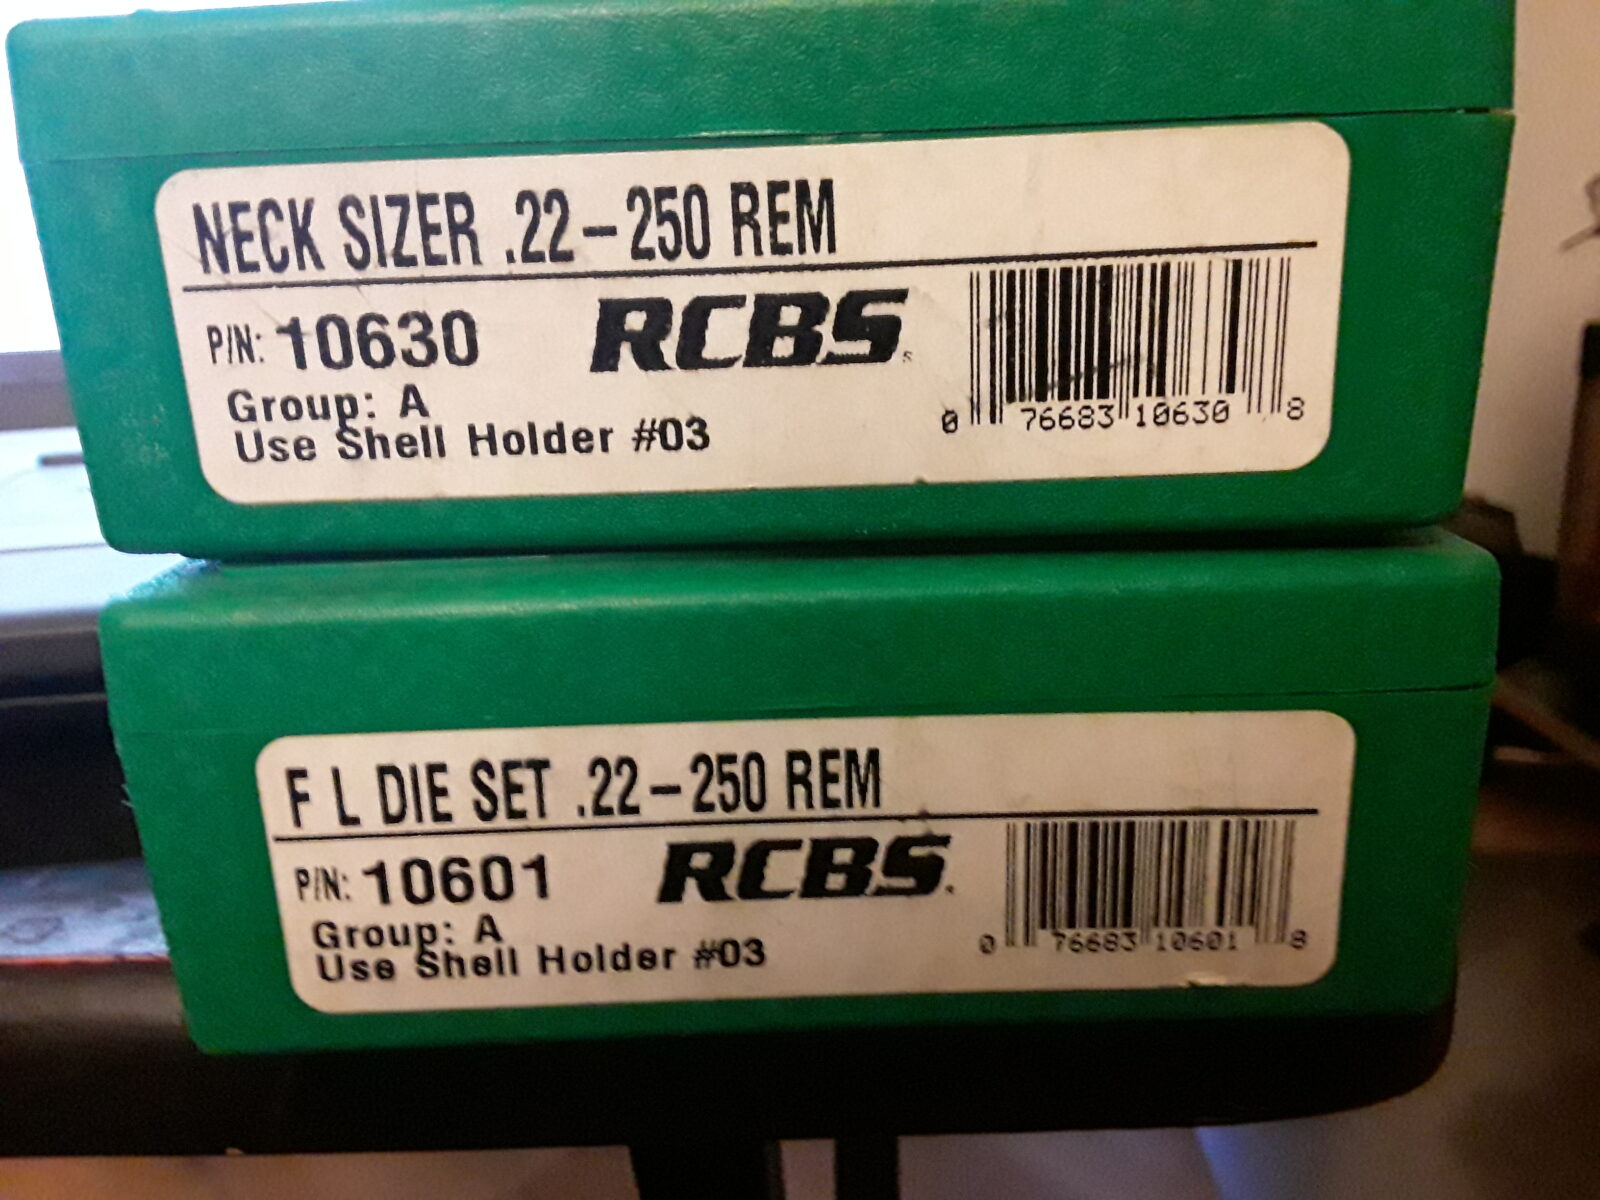 NECK SIZER .22-250 REM
P/N: 10630
RCBS
Group: A
Use Shell Holder #03
0 76683 10630 8
F L DIE SET .22-250 REM
P/N: 10601
RCBS.
Group: A
Use Shell Holder #03
0 76683 10601 8